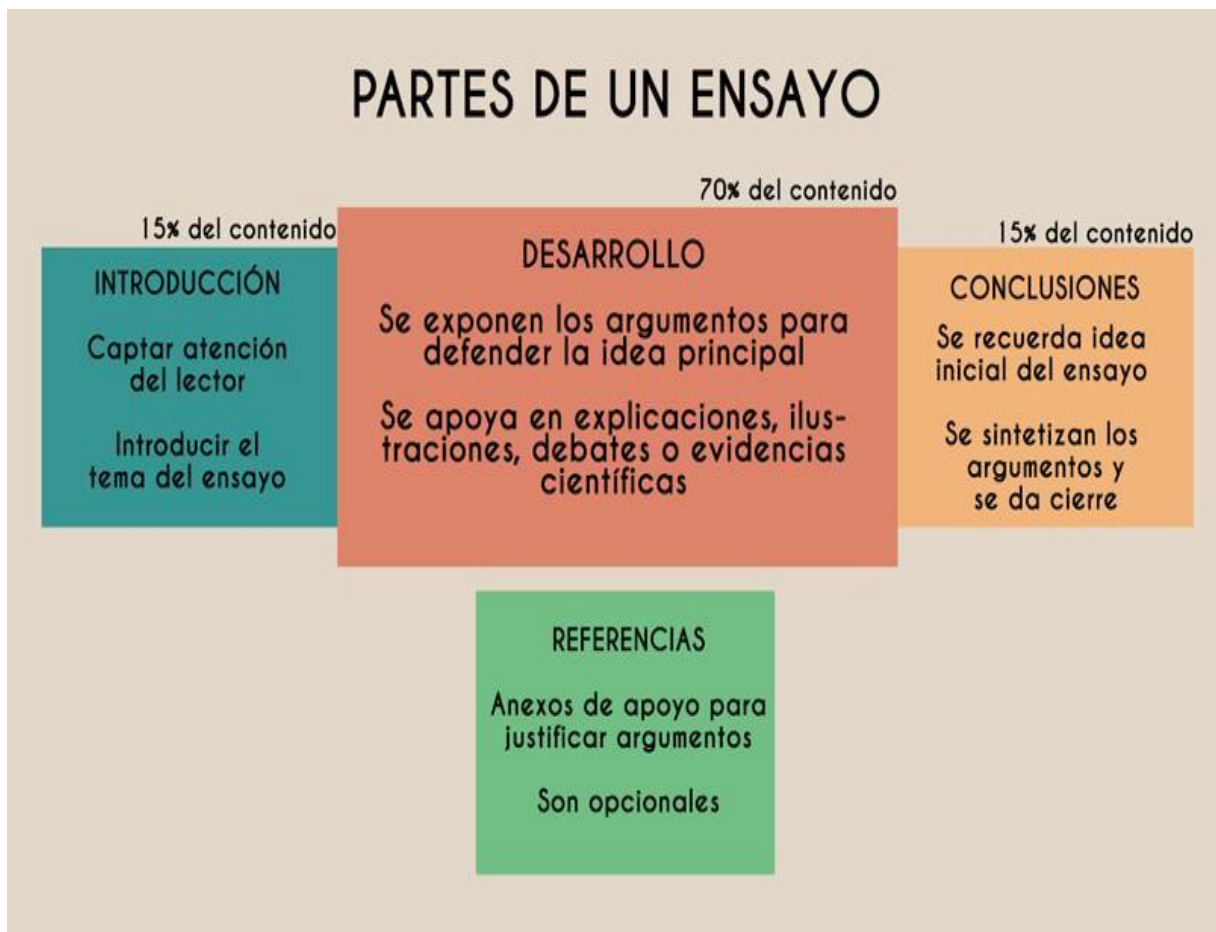 PARTES DE UN ENSAYO
15% del contenido
INTRODUCCIÓN
Captar atención
del lector
Introducir el
tema del ensayo
70% del contenido
DESARROLLO
Se exponen los argumentos para
defender la idea principal
Se apoya en explicaciones, ilus-
traciones, debates o evidencias
científicas
15% del contenido
CONCLUSIONES
Se recuerda idea
inicial del ensayo
Se sintetizan los
argumentos y
se da cierre
REFERENCIAS
Anexos de apoyo para
justificar argumentos
Son opcionales